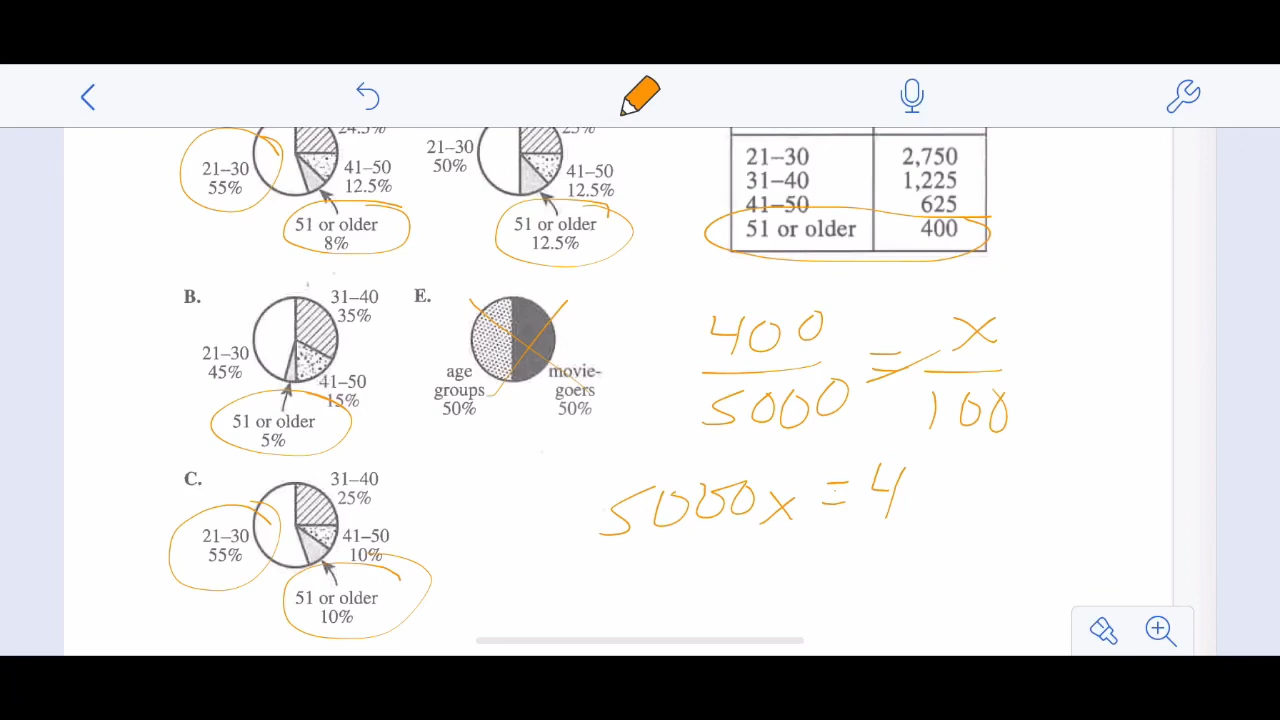 24.5%
21–30
55%
41–50
12.5%
51 or older
8%
25%
21–30
50%
41–50
12.5%
51 or older
12.5%
21–30 2,750
31–40 1,225
41–50 625
51 or older 400
B.
31–40
35%
21–30
45%
41–50
15%
51 or older
5%
E.
age
groups
50%
movie-
goers
50%
C.
31–40
25%
21–30
55%
41–50
10%
51 or older
10%
400 = x
5000 100
5000x = 4